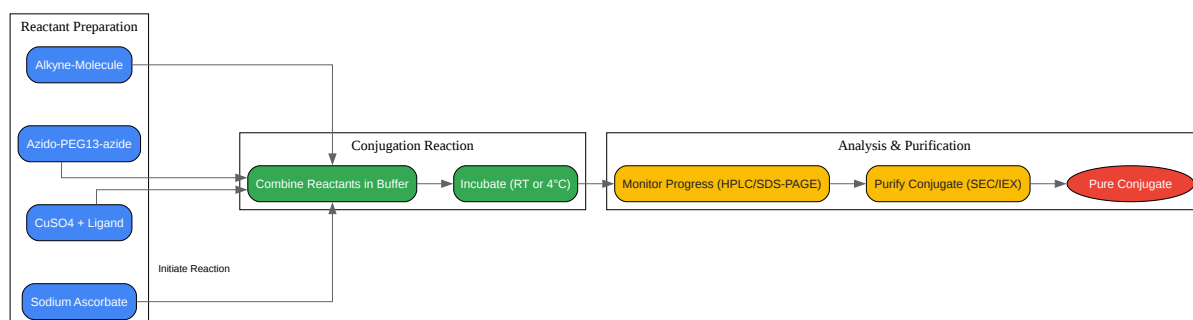 Reactant Preparation
Alkyne-Molecule
Azido-PEG13-azide
CuSO4 + Ligand
Sodium Ascorbate
Initiate Reaction
Conjugation Reaction
Combine Reactants in Buffer
Incubate (RT or 4°C)
Analysis & Purification
Monitor Progress (HPLC/SDS-PAGE)
Purify Conjugate (SEC/IEX)
Pure Conjugate